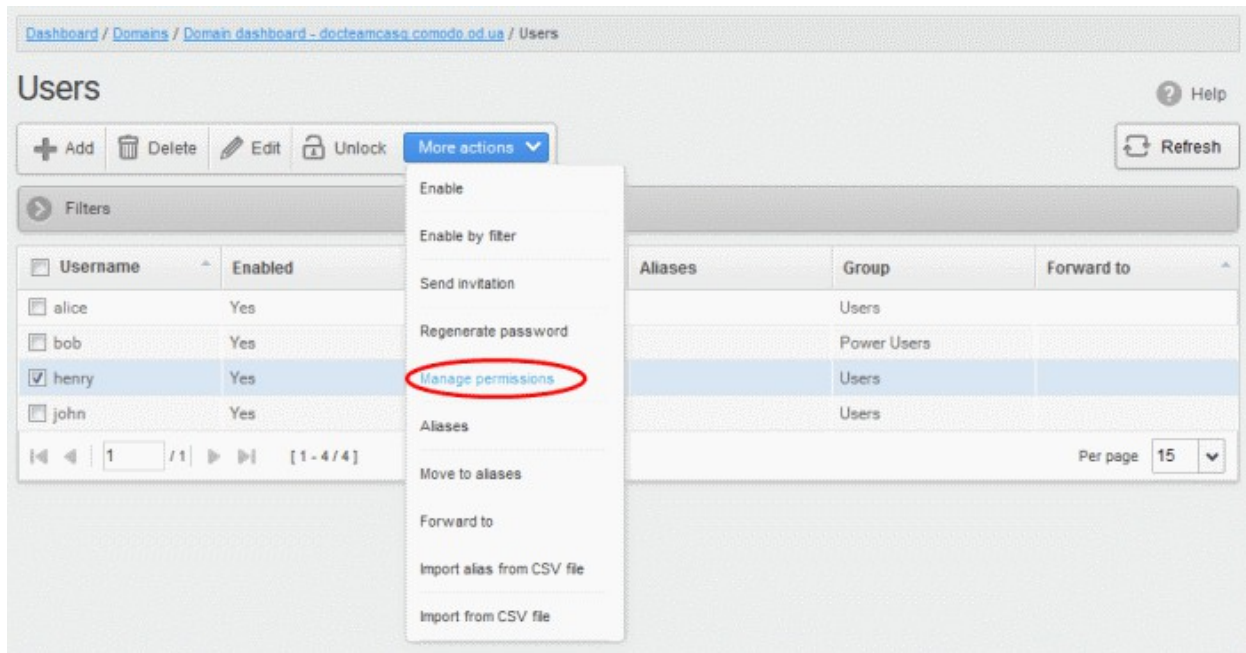 Dashboard / Domains / Domain dashboard - docteamcasg.comodo.od.ua / Users
Users
Help
Add Delete Edit Unlock More actions Refresh
Enable
Filters
Enable by filter
Username Enabled Aliases Group Forward to
Send invitation
alice Yes Users
Regenerate password
bob Yes Power Users
henry Yes Manage permissions Users
john Yes Users
Aliases
1 / 1 [ 1 - 4 / 4 ] Per page 15
Move to aliases
Forward to
Import alias from CSV file
Import from CSV file